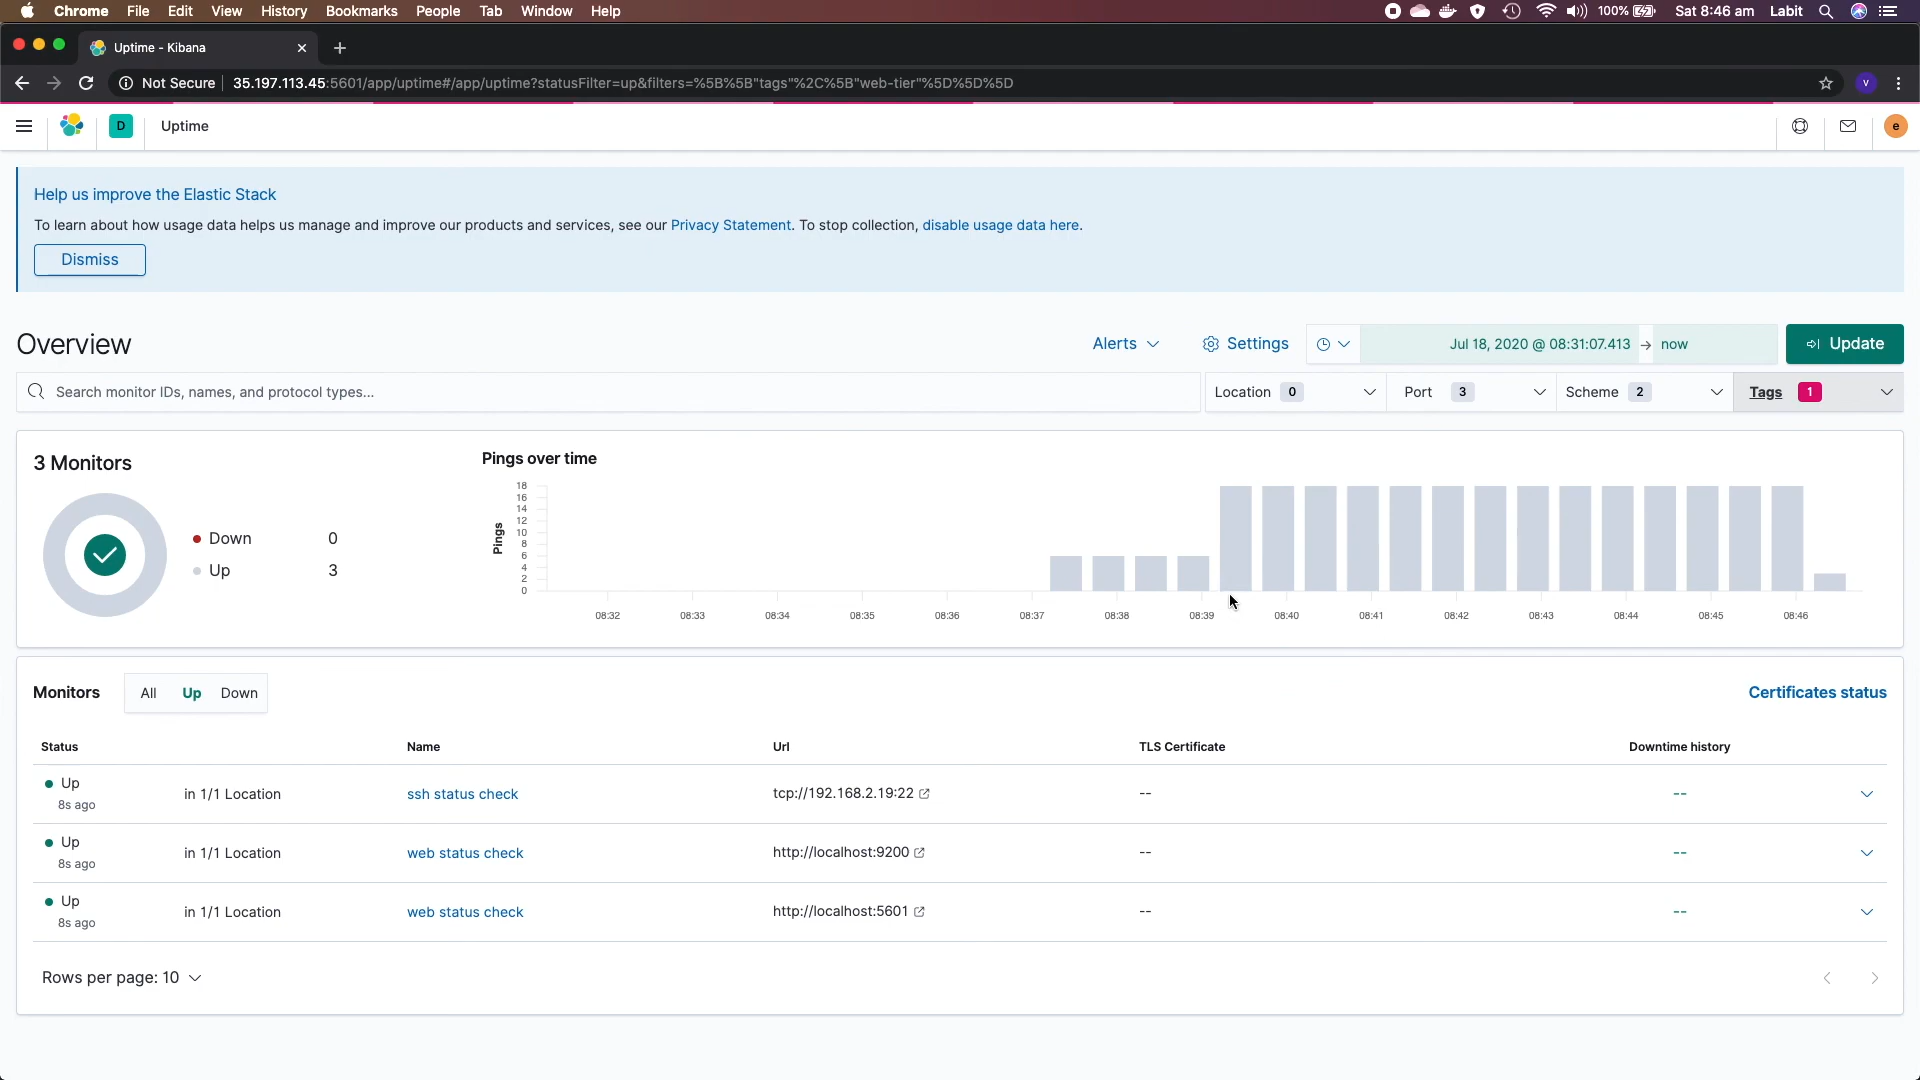 Chrome File Edit View History Bookmarks People Tab Window Help 100% Sat 8:46 am Labit
Uptime - Kibana
Not Secure 35.197.113.45:5601/app/uptime#/app/uptime?statusFilter=up&filters=%5B%5B"tags"%2C%5B"web-tier"%5D%5D%5D V
D Uptime e
Help us improve the Elastic Stack
To learn about how usage data helps us manage and improve our products and services, see our Privacy Statement. To stop collection, disable usage data here.
Dismiss
Overview Alerts Settings Jul 18, 2020 @ 08:31:07.413 → now Update
Search monitor IDs, names, and protocol types... Location 0 Port 3 Scheme 2 Tags 1
3 Monitors
Down 0
Up 3
Pings over time
Pings
18
16
14
12
10
8
6
4
2
0
08:32 08:33 08:34 08:35 08:36 08:37 08:38 08:39 08:40 08:41 08:42 08:43 08:44 08:45 08:46
Monitors All Up Down Certificates status
Status Name Url TLS Certificate Downtime history
Up
8s ago
in 1/1 Location ssh status check tcp://192.168.2.19:22 -- --
Up
8s ago
in 1/1 Location web status check http://localhost:9200 -- --
Up
8s ago
in 1/1 Location web status check http://localhost:5601 -- --
Rows per page: 10